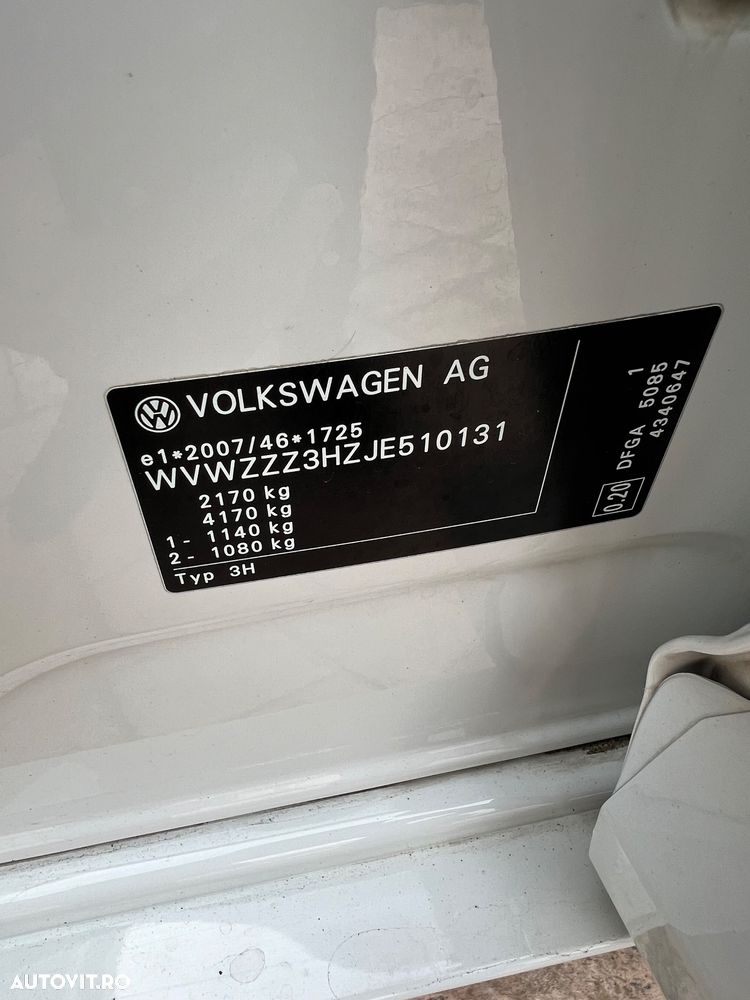 VOLKSWAGEN AG
e1*2007/46*1725
WVWZZZ3HZJE510131
2170 kg
4170 kg
1 - 1140 kg
2 - 1080 kg
Typ 3H
1
DFGA 5085
0.20 4340647
AUTOVIT.RO